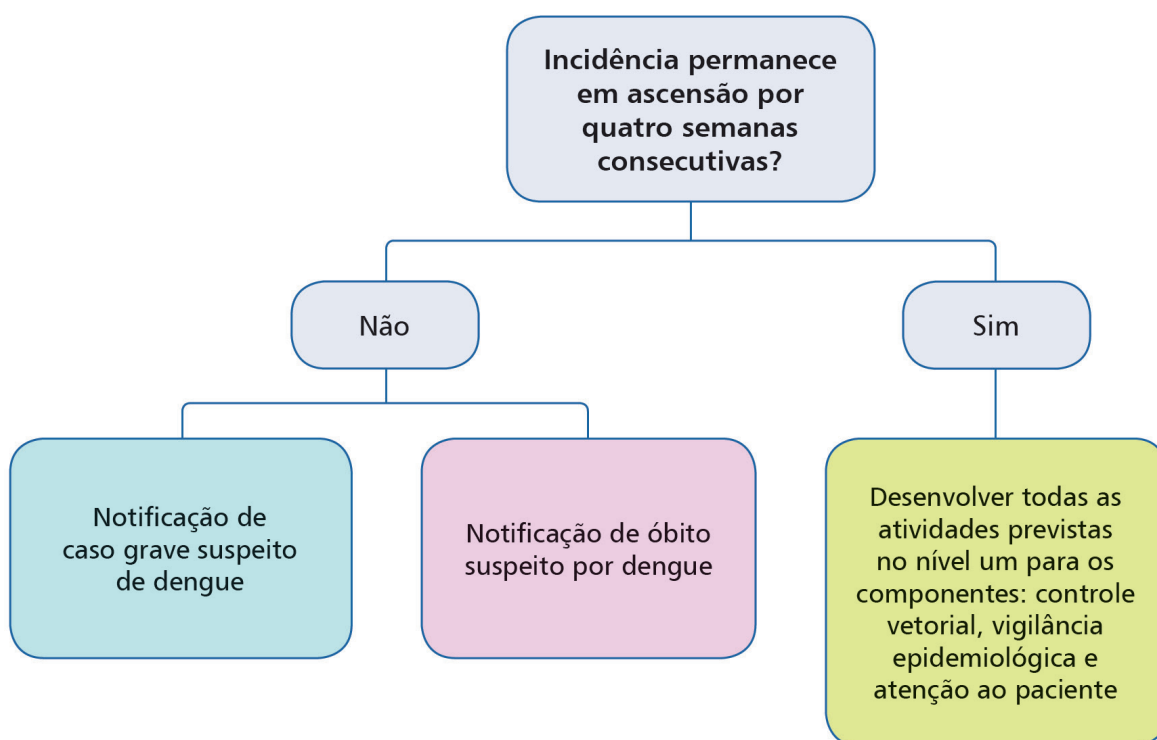 Incidência permanece
em ascensão por
quatro semanas
consecutivas?
Não
Sim
Notificação de
caso grave suspeito
de dengue
Notificação de óbito
suspeito por dengue
Desenvolver todas as
atividades previstas
no nível um para os
componentes: controle
vetorial, vigilância
epidemiológica e
atenção ao paciente